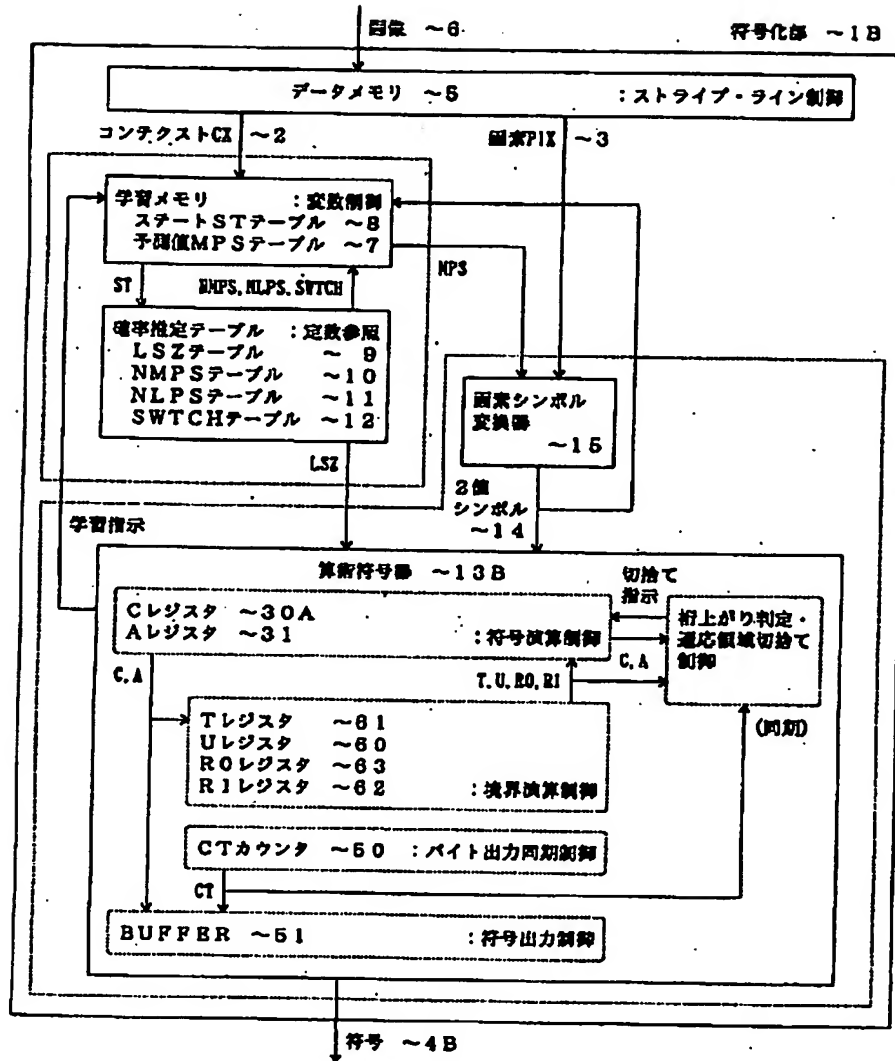 画像 ～6
符号化部 ～1B
データメモリ ～5 :ストライプ・ライン制御
コンテクストCX ～2
画素PIX ～3
学習メモリ :変数制御
ステートSTテーブル ～8
予測値MPSテーブル ～7
MPS
ST
NMPS,NLPS,SWTCH
確率推定テーブル :定数参照
LSZテーブル ～ 9
NMPSテーブル ～10
NLPSテーブル ～11
SWTCHテーブル ～12
画素シンボル
変換器
～15
LSZ
2値
シンボル
～14
学習指示
算術符号器 ～13B
切捨て
指示
Cレジスタ ～30A
Aレジスタ ～31 :符号演算制御
桁上がり判定・
適応領域切捨て
制御
C,A
T,U,R0,R1
C,A
(同期)
Tレジスタ ～61
Uレジスタ ～60
R0レジスタ ～63
R1レジスタ ～62 :境界演算制御
CTカウンタ ～50 :バイト出力同期制御
CT
BUFFER ～51 :符号出力制御
符号 ～4B